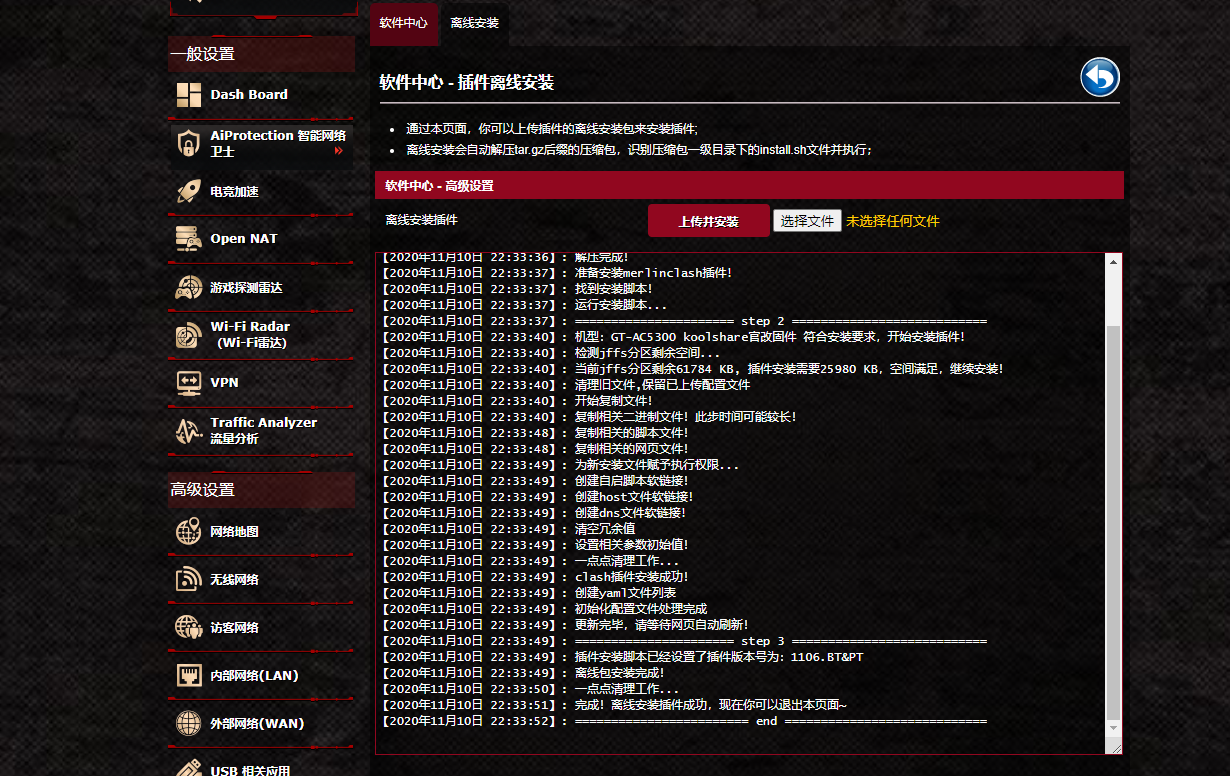 软件中心 离线安装
一般设置
Dash Board
AiProtection 智能网络
卫士
电竞加速
Open NAT
游戏探测雷达
Wi-Fi Radar
(Wi-Fi雷达)
VPN
Traffic Analyzer
流量分析
高级设置
网络地图
无线网络
访客网络
内部网络(LAN)
外部网络(WAN)
USB 相关应用
软件中心 - 插件离线安装
通过本页面，你可以上传插件的离线安装包来安装插件;
离线安装会自动解压tar.gz后缀的压缩包，识别压缩包一级目录下的install.sh文件并执行；
软件中心 - 高级设置
离线安装插件 上传并安装 选择文件 未选择任何文件
【2020年11月10日 22:33:36】: 解压完成!
【2020年11月10日 22:33:37】: 准备安装merlinclash插件!
【2020年11月10日 22:33:37】: 找到安装脚本!
【2020年11月10日 22:33:37】: 运行安装脚本...
【2020年11月10日 22:33:37】: ====================== step 2 ===========================
【2020年11月10日 22:33:40】: 机型：GT-AC5300 koolshare官改固件 符合安装要求，开始安装插件!
【2020年11月10日 22:33:40】: 检测jffs分区剩余空间...
【2020年11月10日 22:33:40】: 当前jffs分区剩余61784 KB, 插件安装需要25980 KB，空间满足，继续安装!
【2020年11月10日 22:33:40】: 清理旧文件,保留已上传配置文件
【2020年11月10日 22:33:40】: 开始复制文件!
【2020年11月10日 22:33:40】: 复制相关二进制文件！此步时间可能较长!
【2020年11月10日 22:33:48】: 复制相关的脚本文件!
【2020年11月10日 22:33:48】: 复制相关的网页文件!
【2020年11月10日 22:33:49】: 为新安装文件赋予执行权限...
【2020年11月10日 22:33:49】: 创建自启脚本软链接!
【2020年11月10日 22:33:49】: 创建host文件软链接!
【2020年11月10日 22:33:49】: 创建dns文件软链接!
【2020年11月10日 22:33:49】: 清空冗余值
【2020年11月10日 22:33:49】: 设置相关参数初始值!
【2020年11月10日 22:33:49】: 一点点清理工作...
【2020年11月10日 22:33:49】: clash插件安装成功!
【2020年11月10日 22:33:49】: 创建yaml文件列表
【2020年11月10日 22:33:49】: 初始化配置文件处理完成
【2020年11月10日 22:33:49】: 更新完毕，请等待网页自动刷新!
【2020年11月10日 22:33:49】: ====================== step 3 ===========================
【2020年11月10日 22:33:49】: 插件安装脚本已经设置了插件版本号为：1106.BT&PT
【2020年11月10日 22:33:49】: 离线包安装完成!
【2020年11月10日 22:33:50】: 一点点清理工作...
【2020年11月10日 22:33:51】: 完成！离线安装插件成功，现在你可以退出本页面~
【2020年11月10日 22:33:52】: ======================== end ============================